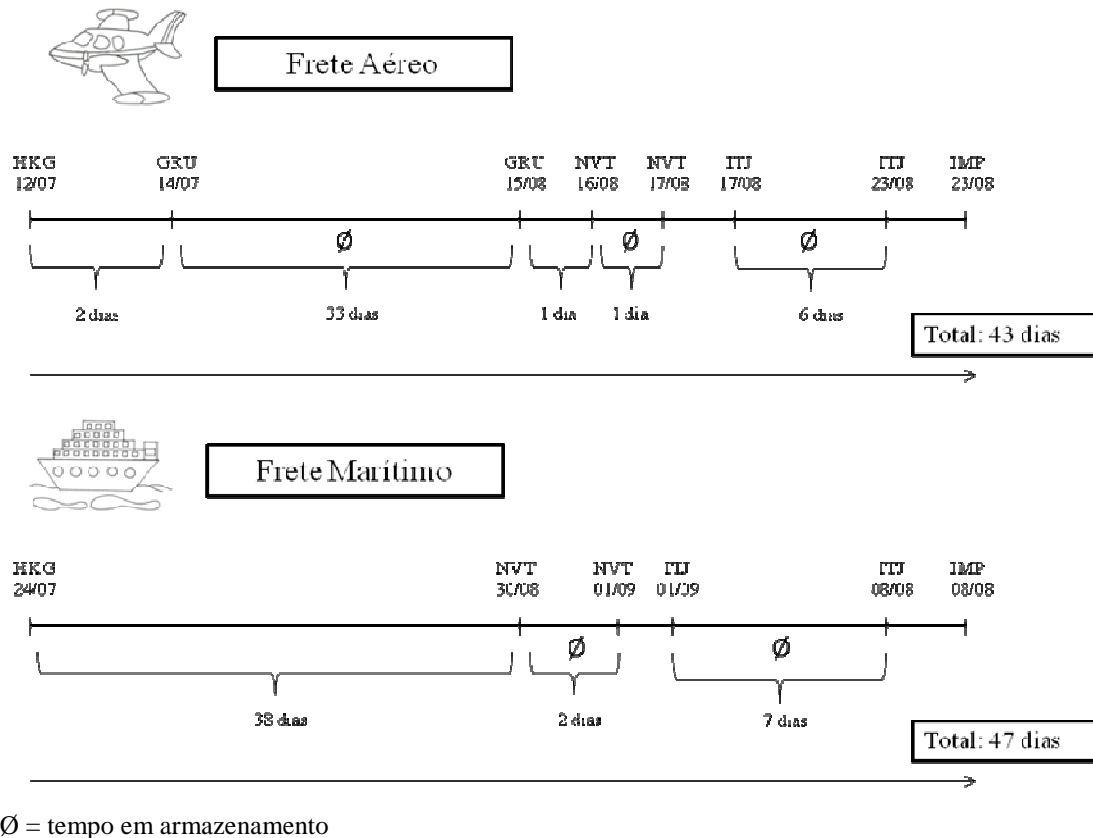 Frete Aéreo
HKG GRU GRU NVT NVT ITJ ITJ IMP
12/07 14/07 15/08 16/08 17/08 17/08 23/08 23/08
Ø Ø Ø
2 dias 33 dias 1 dia 1 dia 6 dias
Total: 43 dias
Frete Marítimo
HKG NVT NVT ITJ ITJ IMP
24/07 30/08 01/09 01/09 08/08 08/08
Ø Ø
38 dias 2 dias 7 dias
Total: 47 dias
Ø = tempo em armazenamento